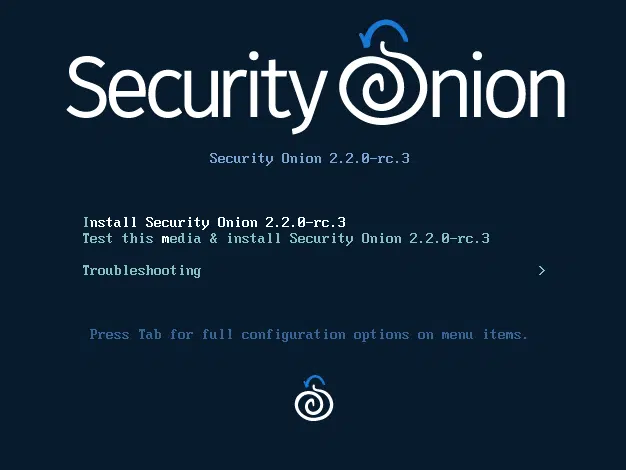 Security Onion
Security Onion 2.2.0-rc.3
Install Security Onion 2.2.0-rc.3
Test this media & install Security Onion 2.2.0-rc.3
Troubleshooting >
Press Tab for full configuration options on menu items.